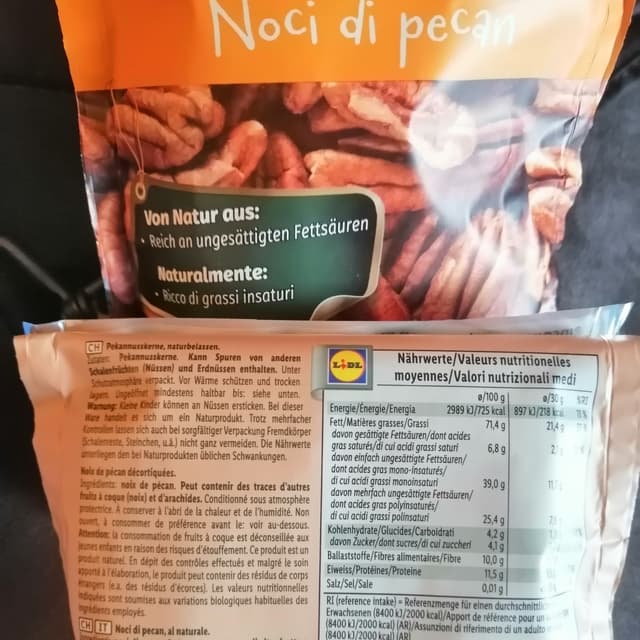 Noci di pecan
Von Natur aus:
• Reich an ungesättigten Fettsäuren
Naturalmente:
• Ricco di grassi insaturi
CH Pekannusskerne, naturbelassen.
Zutaten: Pekannusskerne. Kann Spuren von anderen
Schalenfrüchten (Nüssen) und Erdnüssen enthalten. Unter
Schutzatmosphäre verpackt. Vor Wärme schützen und trocken
lagern. Ungeöffnet mindestens haltbar bis: siehe unten.
Warnung: Kleine Kinder können an Nüssen ersticken. Bei dieser
Ware handelt es sich um ein Naturprodukt. Trotz mehrfacher
Kontrollen lassen sich auch bei sorgfältiger Verpackung Fremdkörper
(Schalenreste, Steinchen, u.ä.) nicht ganz vermeiden. Die Nährwerte
unterliegen den bei Naturprodukten üblichen Schwankungen.
Noix de pécan décortiquées.
Ingrédients: noix de pécan. Peut contenir des traces d'autres
fruits à coque (noix) et d'arachides. Conditionné sous atmosphère
protectrice. A conserver à l'abri de la chaleur et de l'humidité. Non
ouvert, à consommer de préférence avant le: voir au-dessous.
Attention: la consommation de fruits à coque est déconseillée aux
jeunes enfants en raison des risques d'étouffement. Ce produit est un
produit naturel. En dépit des contrôles effectués et malgré le soin
apporté à l'élaboration, le produit peut contenir des résidus de corps
étrangers (e.a. des résidus d'écorces). Les valeurs nutritionnelles
indiquées sont soumises aux variations biologiques habituelles des
ingrédients employés.
CH IT Noci di pecan, al naturale.
LIDL
Nährwerte/Valeurs nutritionelles
moyennes/Valori nutrizionali medi
ø/100 g ø/30 g %RI
Energie/Énergie/Energia 2989 kJ/725 kcal 897 kJ/218 kcal 11 %
Fett/Matières grasses/Grassi 71,4 g 21,4 g
davon gesättigte Fettsäuren/dont acides
gras saturés/di cui acidi grassi saturi 6,8 g
davon einfach ungesättigte Fettsäuren/
dont acides gras mono-insaturés/
di cui acidi grassi monoinsaturi 39,0 g
davon mehrfach ungesättigte Fettsäuren/
dont acides gras polyinsaturés/
di cui acidi grassi polinsaturi 25,4 g
Kohlenhydrate/Glucides/Carboidrati 4,2 g
davon Zucker/dont sucres/di cui zuccheri 4,1 g
Ballaststoffe/Fibres alimentaires/Fibre 10,0 g
Eiweiss/Protéines/Proteine 11,5 g
Salz/Sel/Sale 0,01 g
RI (reference intake) = Referenzmenge für einen durchschnittlichen
Erwachsenen (8400 kJ/2000 kcal)/Apport de référence pour un
(8400 kJ/2000 kcal) (AR)/Assunzioni di riferimento di un adulto
(8400 kJ/2000 kcal) (AR)